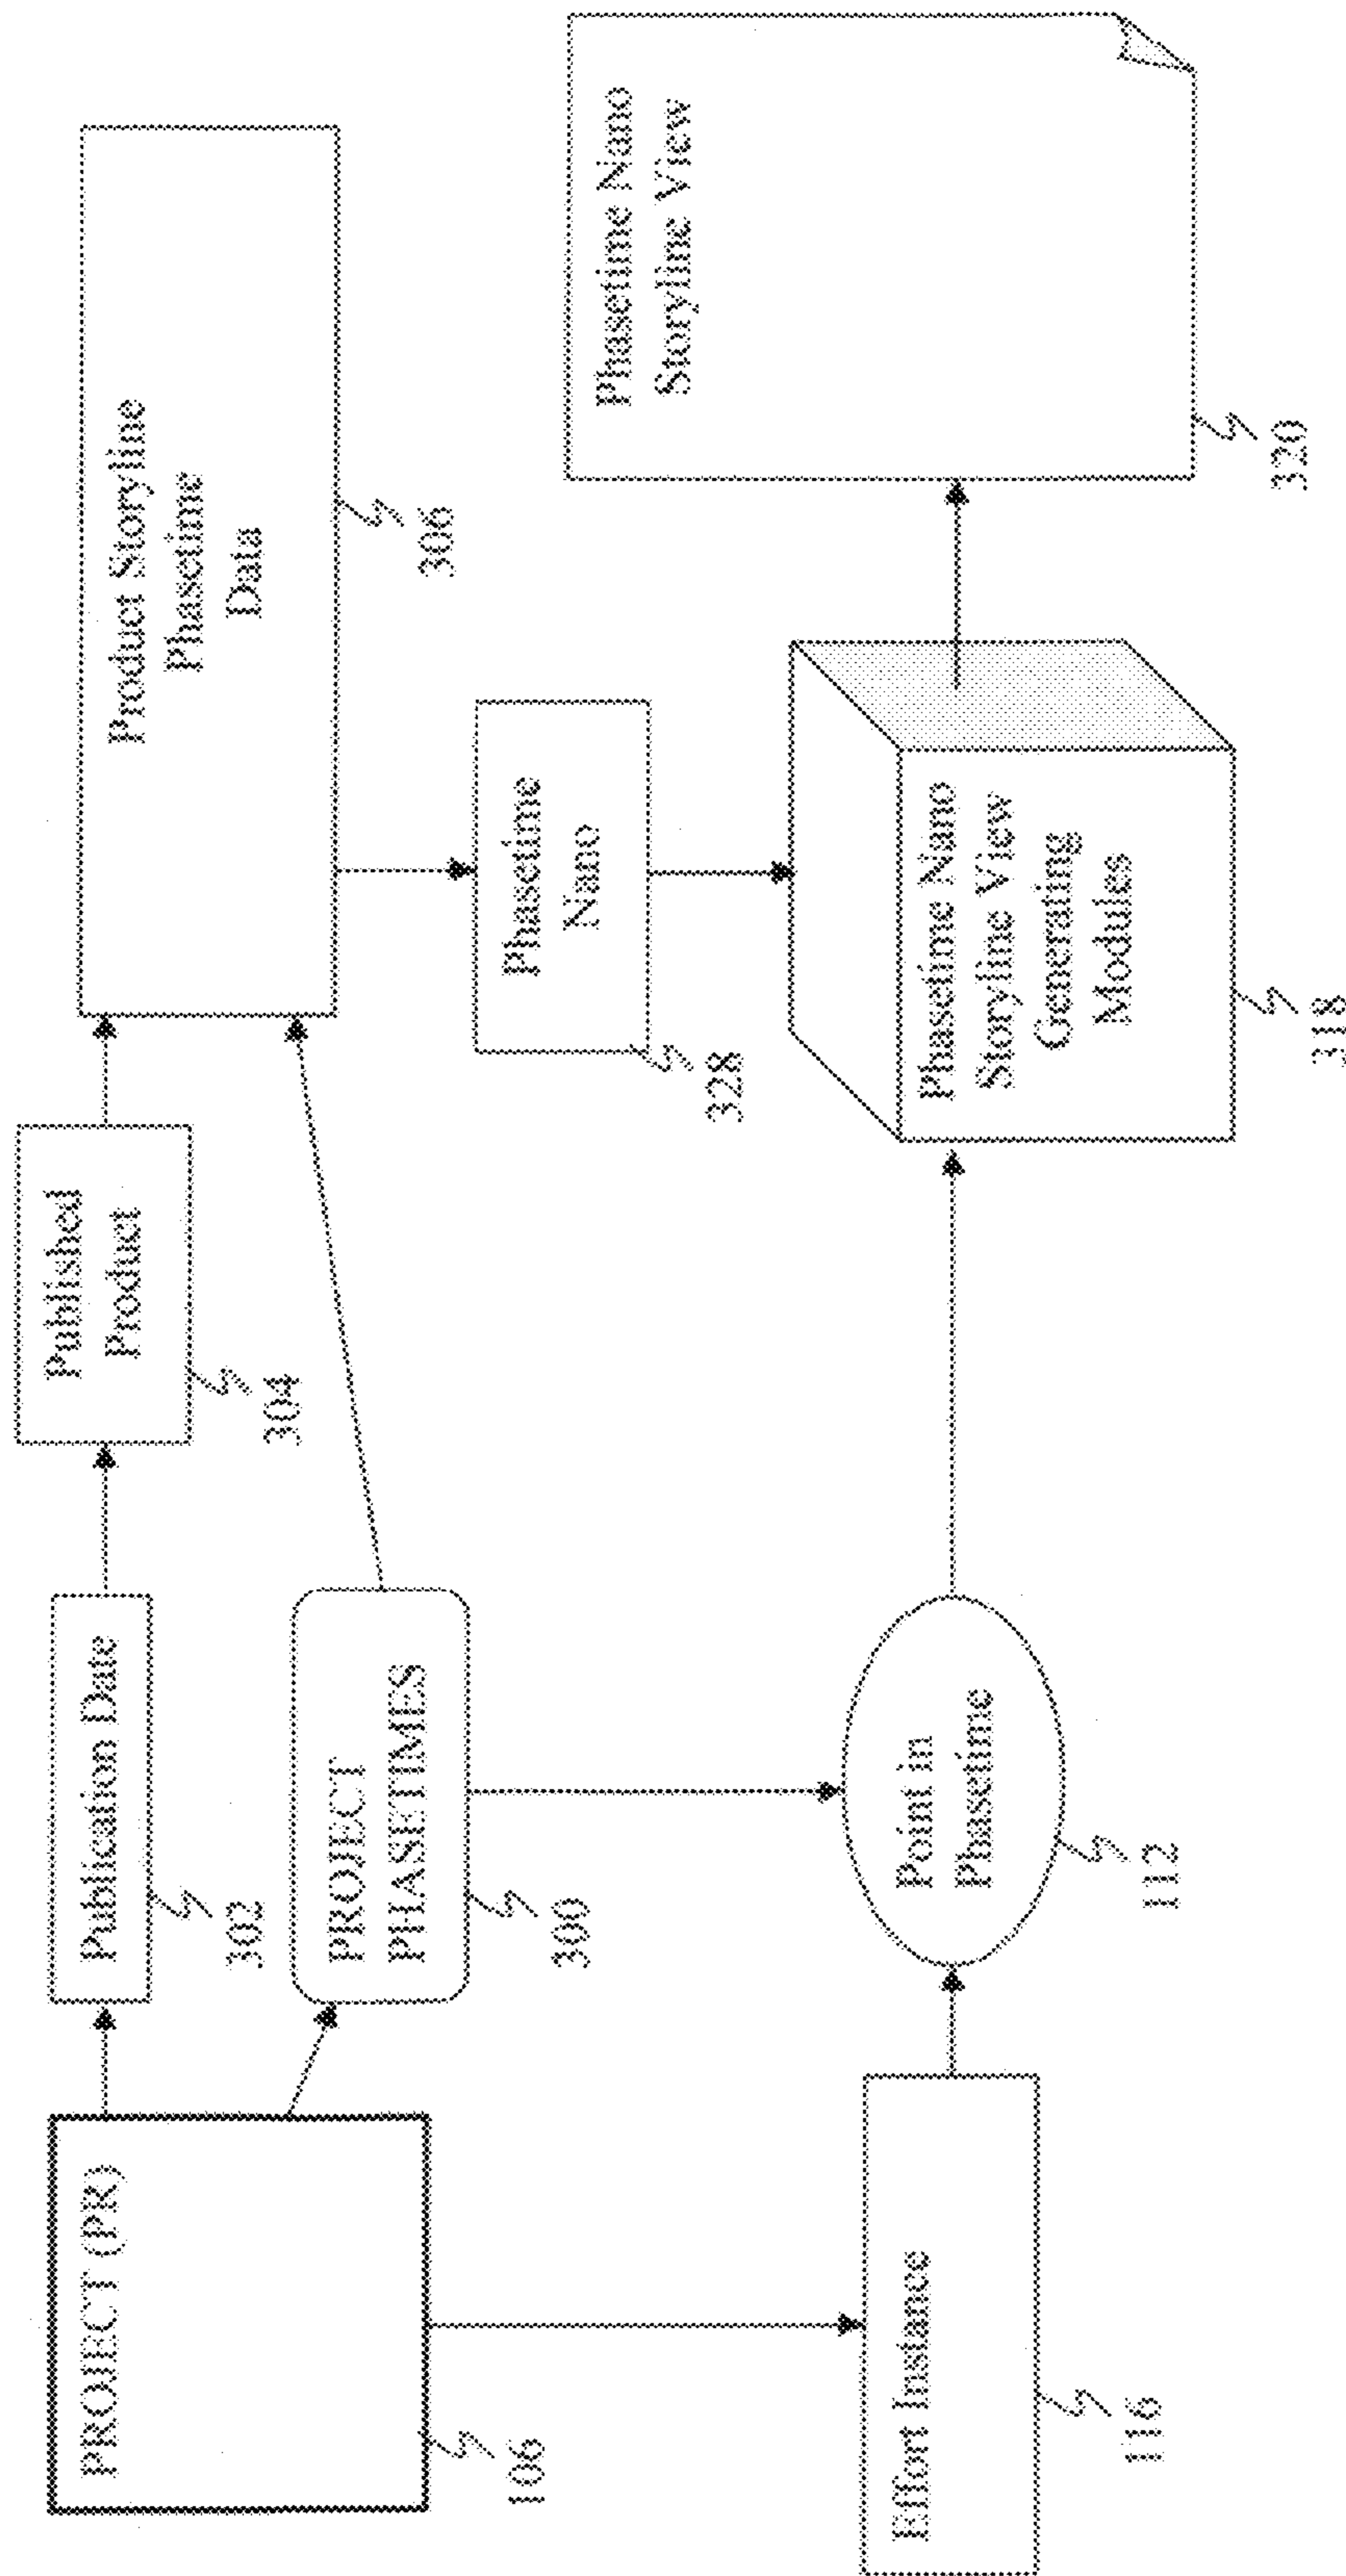 PROJECT (PR)
106
Publication Date
302
Published
Product
304
Product Storyline
Phasetime
Data
306
PROJECT
PHASETIMES
300
Phasetime
Nano
328
Effort Instance
116
Point in
Phasetime
112
Phasetime Nano
Storyline View
Generating
Modules
318
Phasetime Nano
Storyline View
320